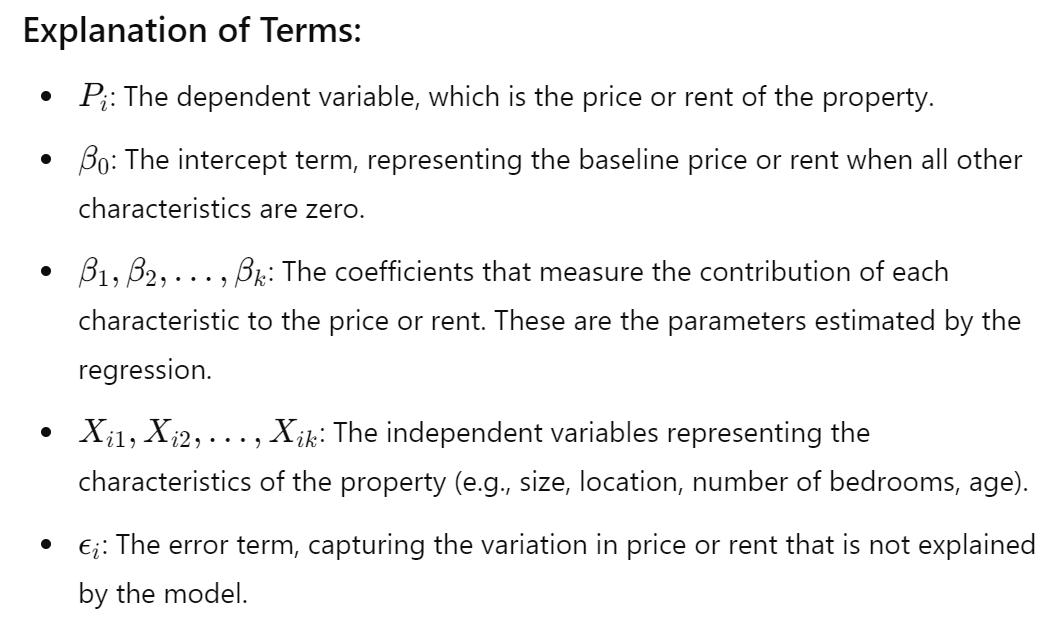 Explanation of Terms:
• Pᵢ: The dependent variable, which is the price or rent of the property.
• β₀: The intercept term, representing the baseline price or rent when all other
characteristics are zero.
• β₁, β₂, . . . , βₖ: The coefficients that measure the contribution of each
characteristic to the price or rent. These are the parameters estimated by the
regression.
• Xᵢ₁, Xᵢ₂, . . . , Xᵢₖ: The independent variables representing the
characteristics of the property (e.g., size, location, number of bedrooms, age).
• ϵᵢ: The error term, capturing the variation in price or rent that is not explained
by the model.